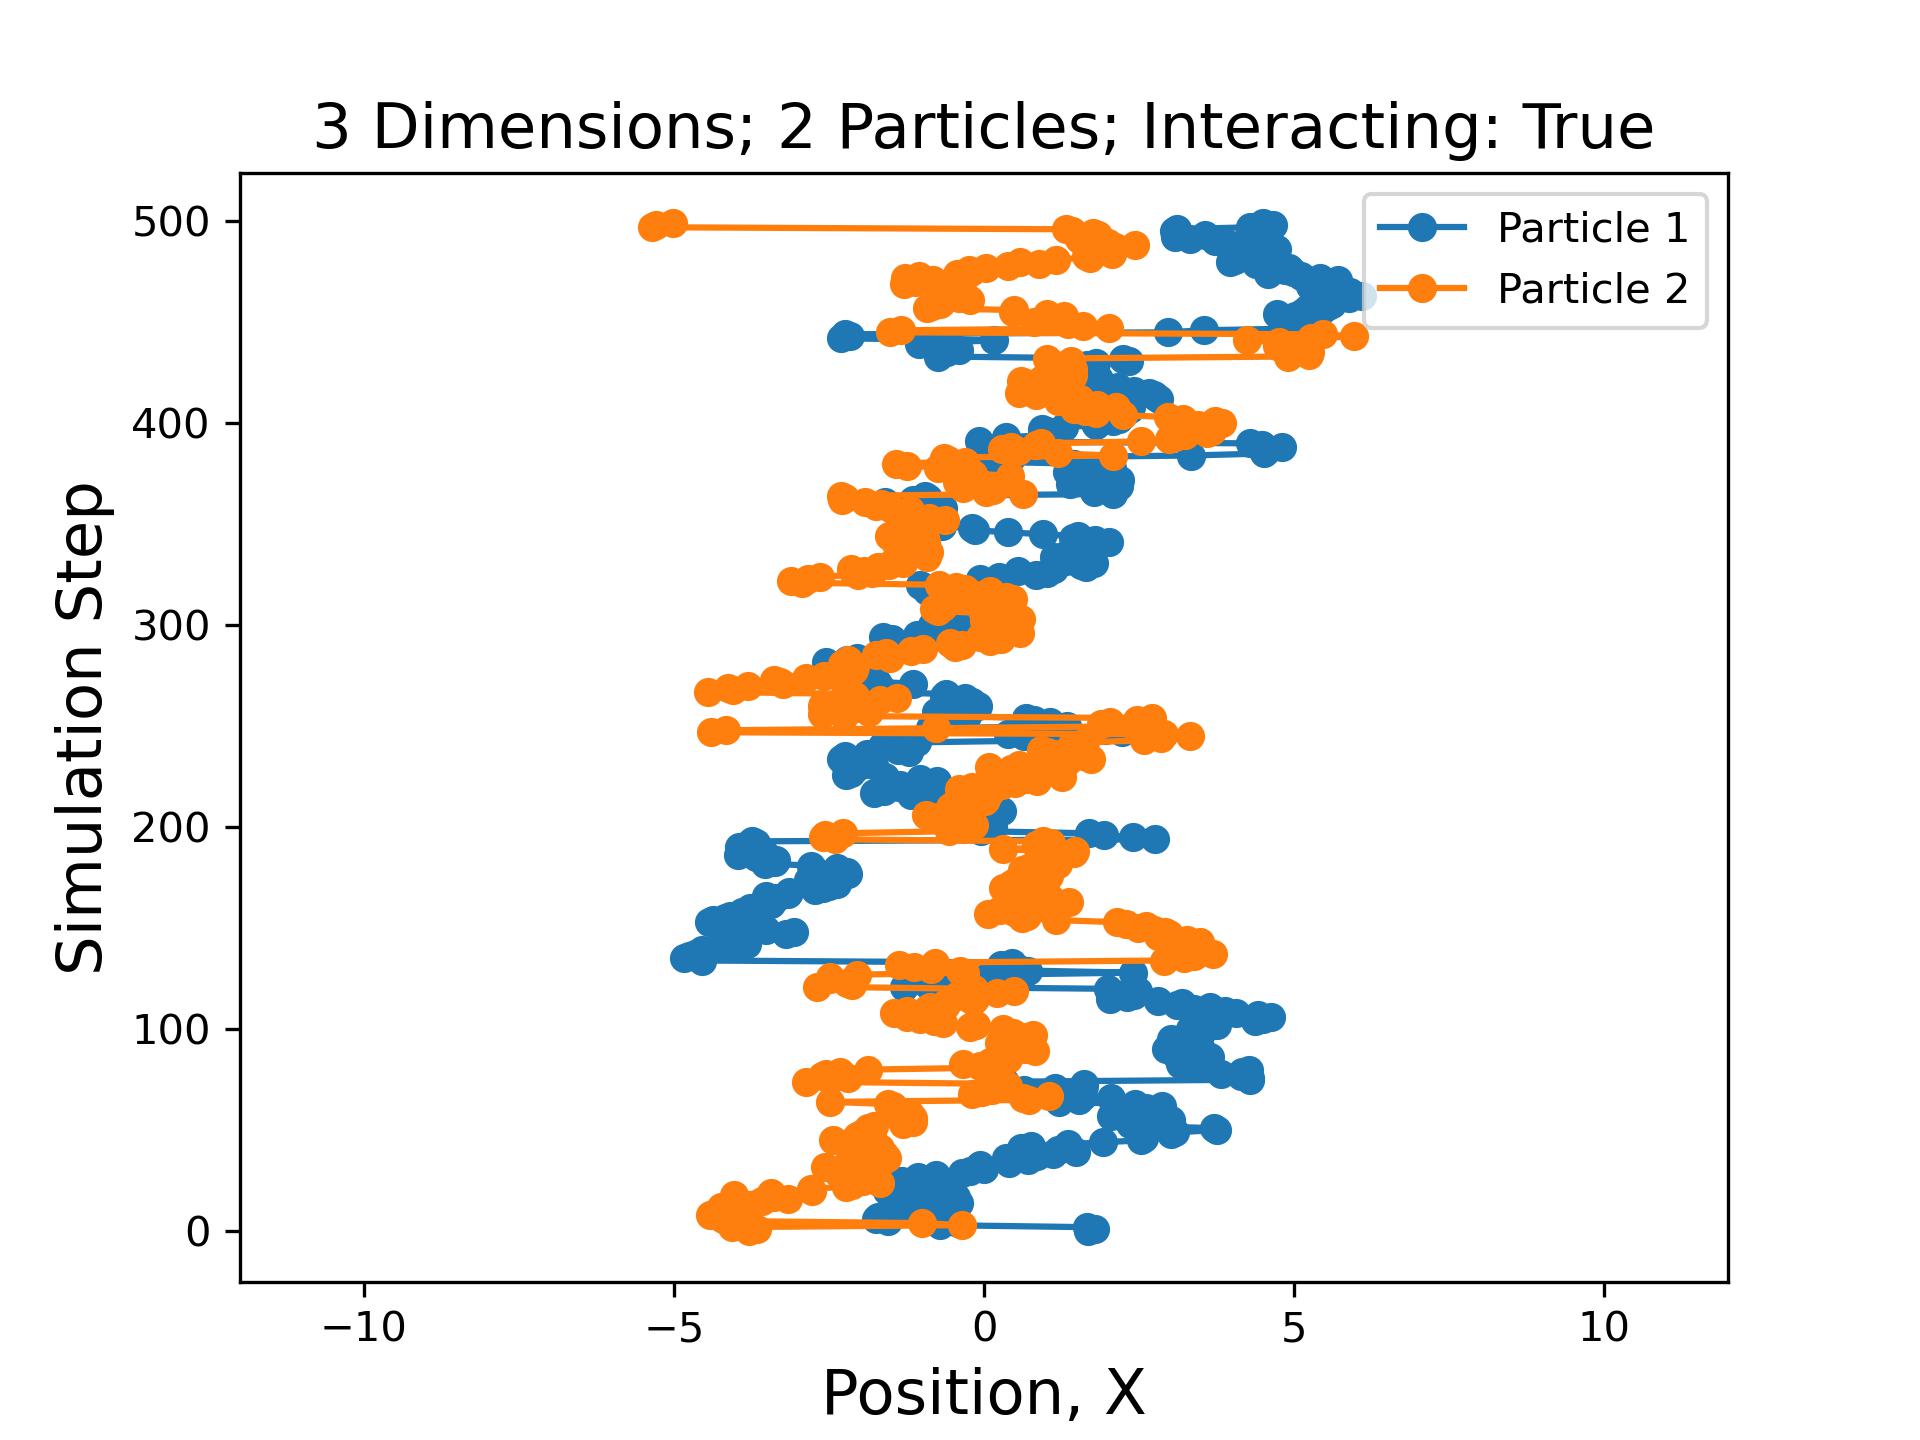 3 Dimensions; 2 Particles; Interacting: True
Particle 1
Particle 2
Simulation Step
500
400
300
200
100
0
−10
−5
0
5
10
Position, X